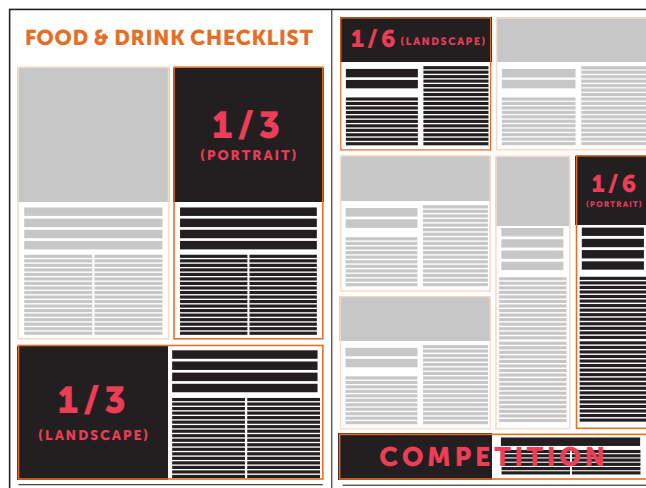 FOOD & DRINK CHECKLIST
1/3
(PORTRAIT)
1/3
(LANDSCAPE)
1/6 (LANDSCAPE)
1/6
(PORTRAIT)
COMPETITION